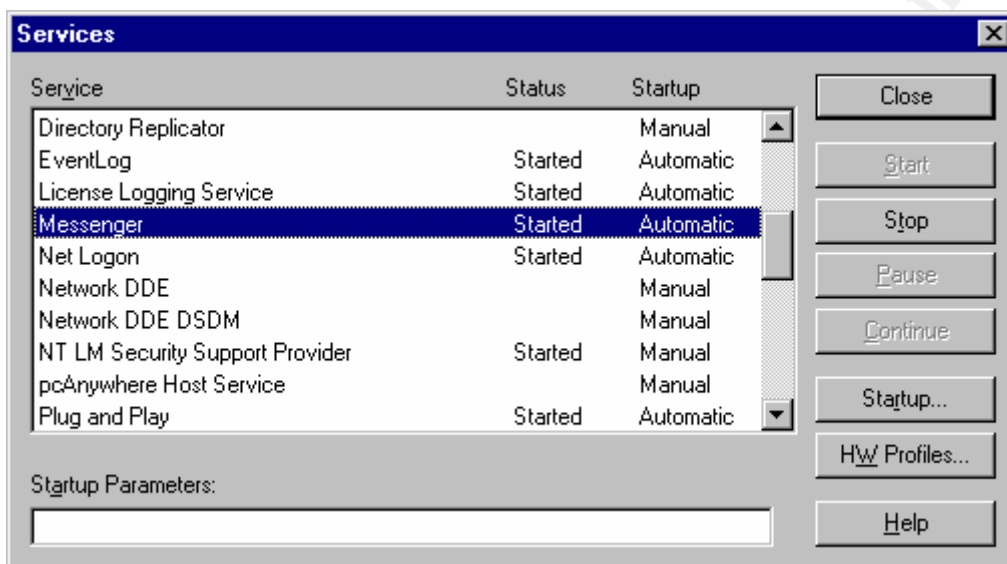 Services
Service Status Startup
Directory Replicator Manual
EventLog Started Automatic
License Logging Service Started Automatic
Messenger Started Automatic
Net Logon Started Automatic
Network DDE Manual
Network DDE DSDM Manual
NT LM Security Support Provider Started Manual
pcAnywhere Host Service Manual
Plug and Play Started Automatic
Startup Parameters:
Close
Start
Stop
Pause
Continue
Startup...
HW Profiles...
Help